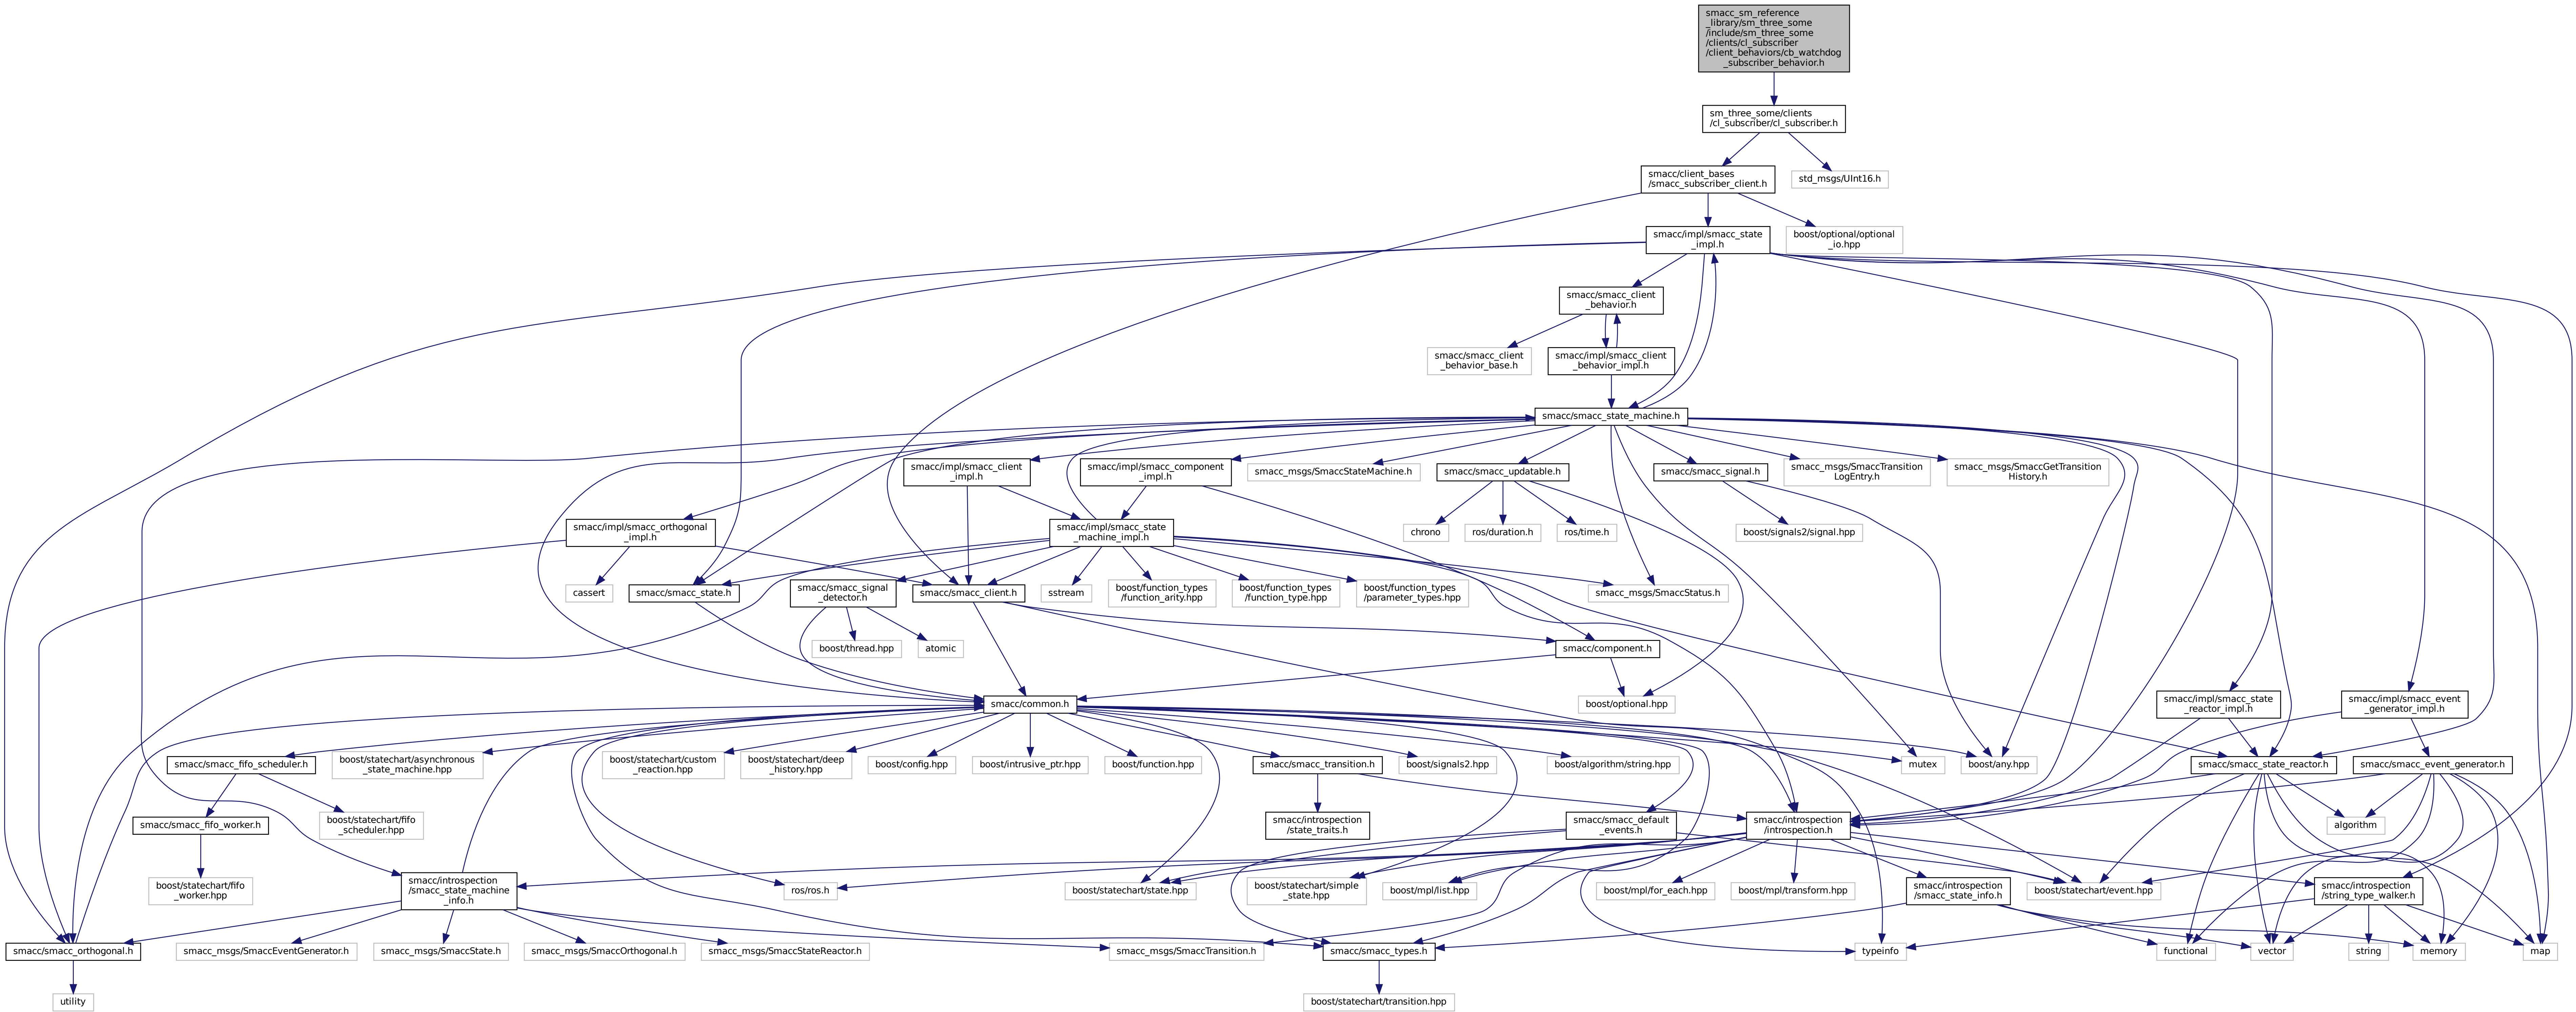 smacc_sm_reference
_library/sm_three_some
/include/sm_three_some
/clients/cl_subscriber
/client_behaviors/cb_watchdog
_subscriber_behavior.h
sm_three_some/clients
/cl_subscriber/cl_subscriber.h
smacc/client_bases
/smacc_subscriber_client.h
std_msgs/UInt16.h
smacc/impl/smacc_state
_impl.h
boost/optional/optional
_io.hpp
smacc/smacc_client
_behavior.h
smacc/smacc_client
_behavior_base.h
smacc/impl/smacc_client
_behavior_impl.h
smacc/smacc_state_machine.h
smacc/impl/smacc_client
_impl.h
smacc/impl/smacc_component
_impl.h
smacc_msgs/SmaccStateMachine.h
smacc/smacc_updatable.h
smacc/smacc_signal.h
smacc_msgs/SmaccTransition
LogEntry.h
smacc_msgs/SmaccGetTransition
History.h
smacc/impl/smacc_orthogonal
_impl.h
smacc/impl/smacc_state
_machine_impl.h
chrono
ros/duration.h
ros/time.h
boost/signals2/signal.hpp
cassert
smacc/smacc_state.h
smacc/smacc_signal
_detector.h
smacc/smacc_client.h
sstream
boost/function_types
/function_arity.hpp
boost/function_types
/function_type.hpp
boost/function_types
/parameter_types.hpp
smacc_msgs/SmaccStatus.h
boost/thread.hpp
atomic
smacc/component.h
smacc/common.h
boost/optional.hpp
smacc/impl/smacc_state
_reactor_impl.h
smacc/impl/smacc_event
_generator_impl.h
smacc/smacc_fifo_scheduler.h
boost/statechart/asynchronous
_state_machine.hpp
boost/statechart/custom
_reaction.hpp
boost/statechart/deep
_history.hpp
boost/config.hpp
boost/intrusive_ptr.hpp
boost/function.hpp
smacc/smacc_transition.h
boost/signals2.hpp
boost/algorithm/string.hpp
mutex
boost/any.hpp
smacc/smacc_state_reactor.h
smacc/smacc_event_generator.h
smacc/smacc_fifo_worker.h
boost/statechart/fifo
_scheduler.hpp
smacc/introspection
/state_traits.h
smacc/smacc_default
_events.h
smacc/introspection
/introspection.h
algorithm
boost/statechart/fifo
_worker.hpp
smacc/introspection
/smacc_state_machine
_info.h
ros/ros.h
boost/statechart/state.hpp
boost/statechart/simple
_state.hpp
boost/mpl/list.hpp
boost/mpl/for_each.hpp
boost/mpl/transform.hpp
smacc/introspection
/smacc_state_info.h
boost/statechart/event.hpp
smacc/introspection
/string_type_walker.h
smacc/smacc_orthogonal.h
smacc_msgs/SmaccEventGenerator.h
smacc_msgs/SmaccState.h
smacc_msgs/SmaccOrthogonal.h
smacc_msgs/SmaccStateReactor.h
smacc_msgs/SmaccTransition.h
smacc/smacc_types.h
typeinfo
functional
vector
string
memory
map
utility
boost/statechart/transition.hpp